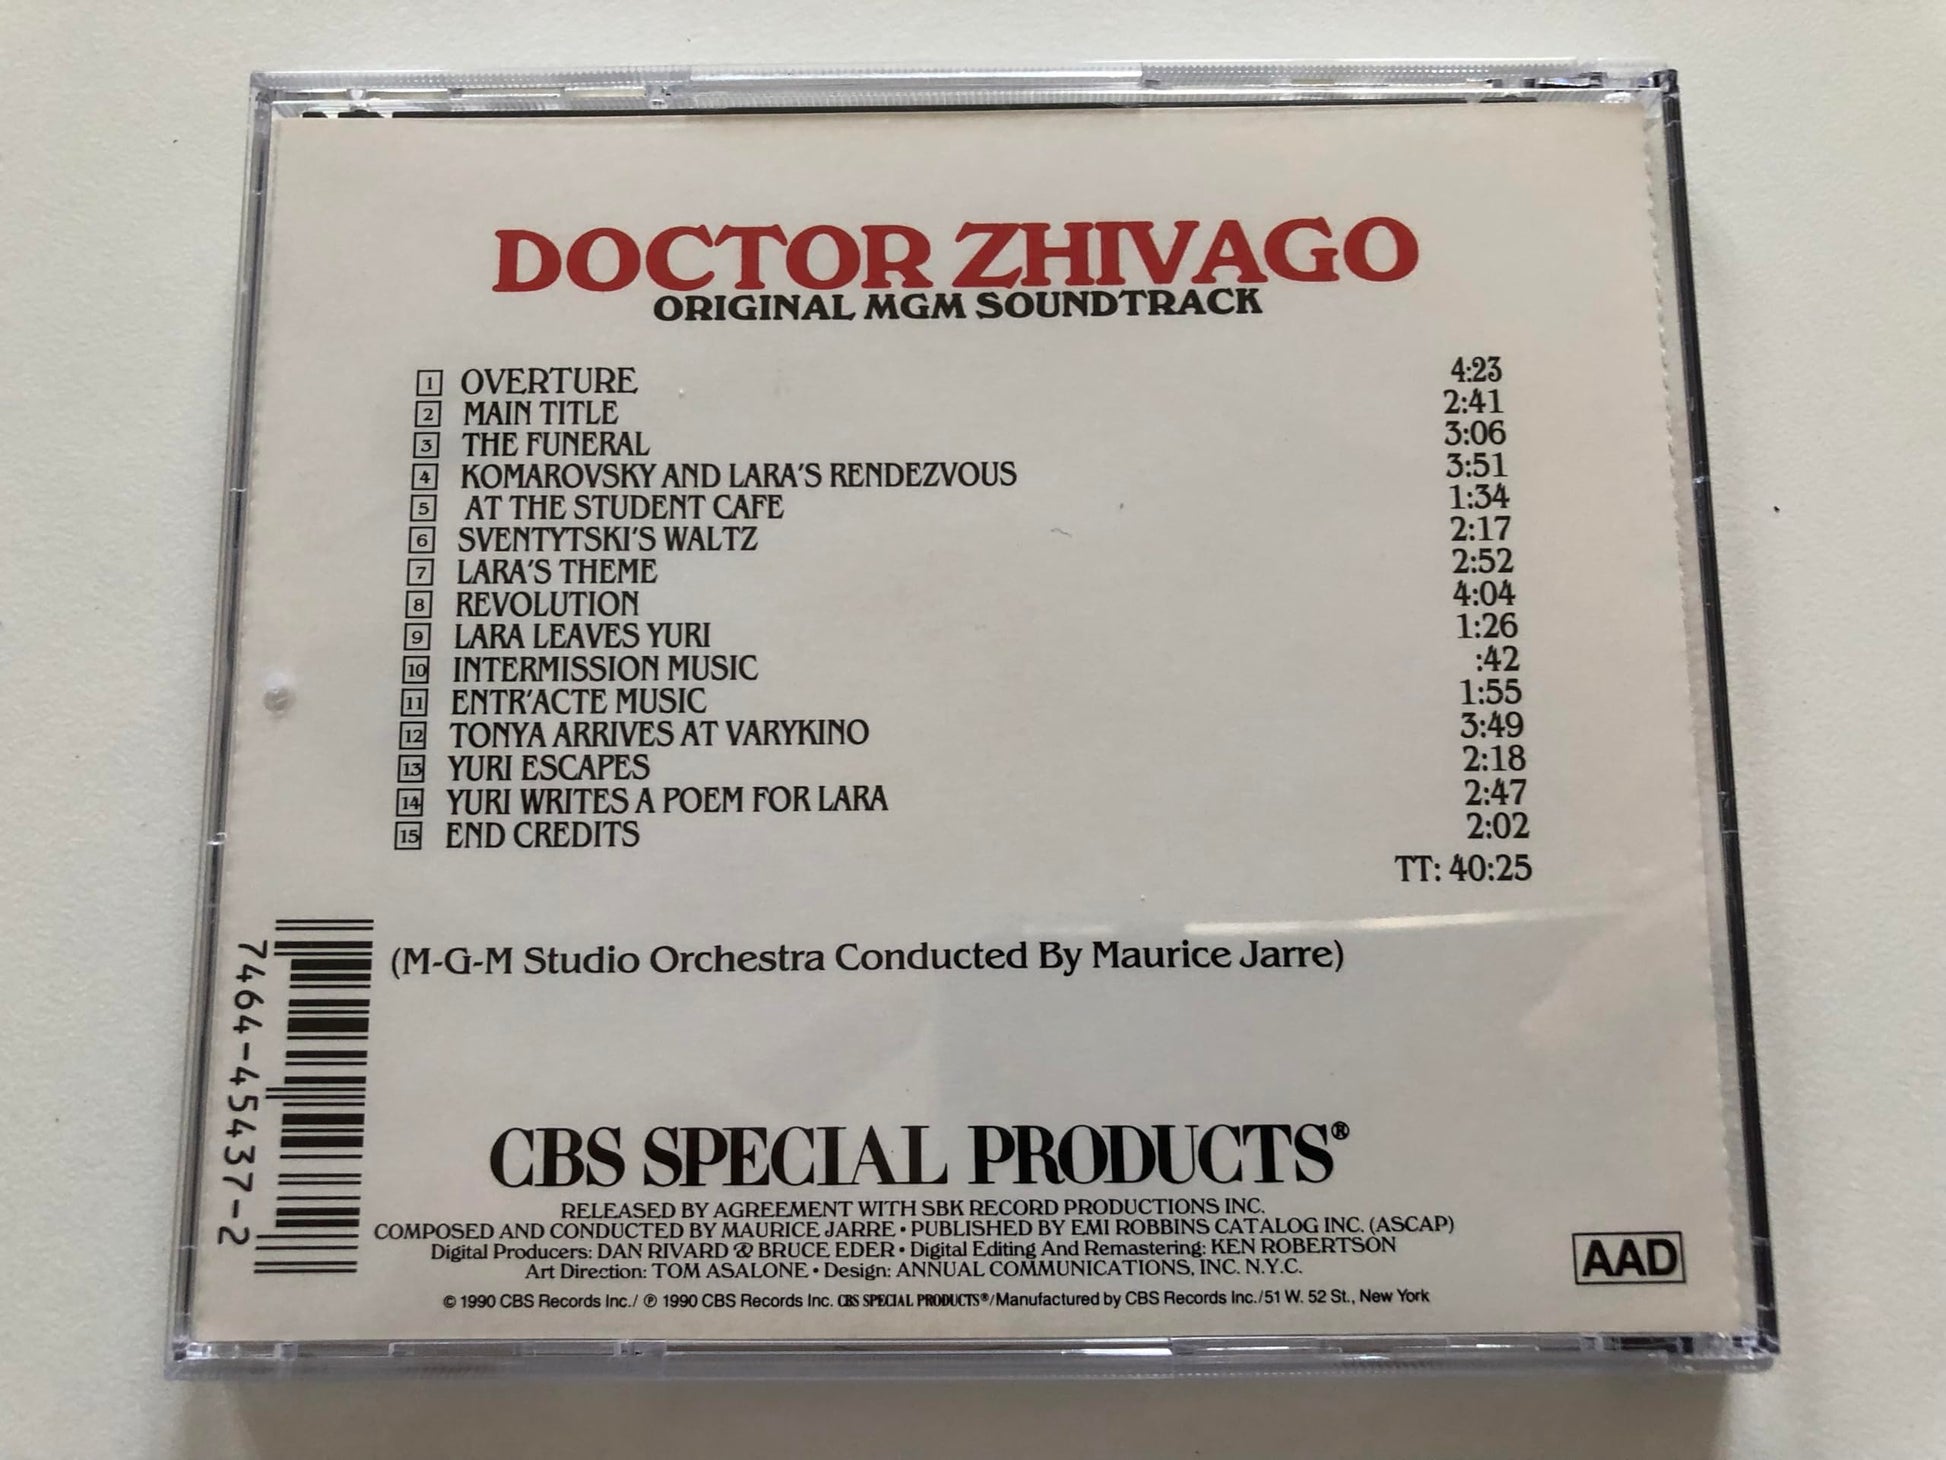 DOCTOR ZHIVAGO
ORIGINAL MGM SOUNDTRACK
1 OVERTURE 4:23
2 MAIN TITLE 2:41
3 THE FUNERAL 3:06
4 KOMAROVSKY AND LARA'S RENDEZVOUS 3:51
5 AT THE STUDENT CAFE 1:34
6 SVENTYTSKI'S WALTZ 2:17
7 LARA'S THEME 2:52
8 REVOLUTION 4:04
9 LARA LEAVES YURI 1:26
10 INTERMISSION MUSIC :42
11 ENTR'ACTE MUSIC 1:55
12 TONYA ARRIVES AT VARYKINO 3:49
13 YURI ESCAPES 2:18
14 YURI WRITES A POEM FOR LARA 2:47
15 END CREDITS 2:02
TT: 40:25
(M-G-M Studio Orchestra Conducted By Maurice Jarre)
7464-45437-2
CBS SPECIAL PRODUCTS®
RELEASED BY AGREEMENT WITH SBK RECORD PRODUCTIONS INC.
COMPOSED AND CONDUCTED BY MAURICE JARRE • PUBLISHED BY EMI ROBBINS CATALOG INC. (ASCAP)
Digital Producers: DAN RIVARD & BRUCE EDER • Digital Editing And Remastering: KEN ROBERTSON
Art Direction: TOM ASALONE • Design: ANNUAL COMMUNICATIONS, INC. N.Y.C.
© 1990 CBS Records Inc./ ℗ 1990 CBS Records Inc. CBS SPECIAL PRODUCTS®/Manufactured by CBS Records Inc./51 W. 52 St., New York
AAD